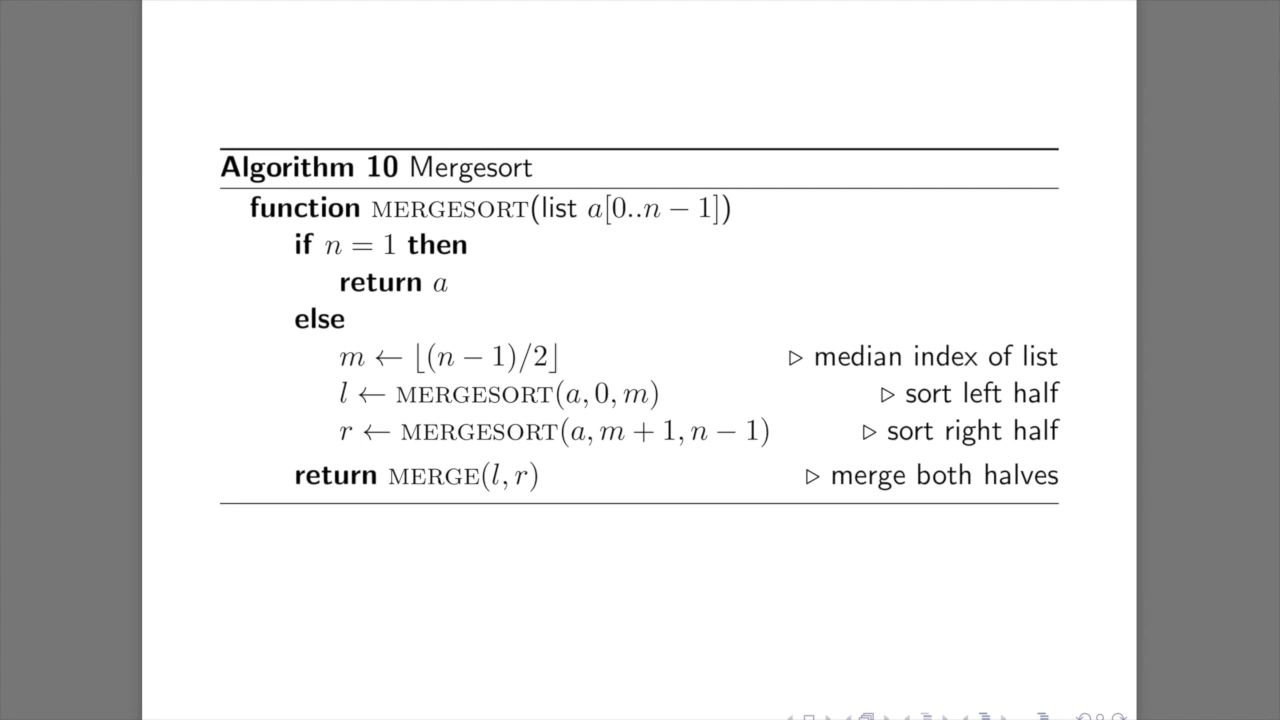 Algorithm 10 Mergesort
function MERGESORT(list a[0..n − 1])
if n = 1 then
return a
else
m ← ⌊(n − 1)/2⌋ ▷ median index of list
l ← MERGESORT(a, 0, m) ▷ sort left half
r ← MERGESORT(a, m + 1, n − 1) ▷ sort right half
return MERGE(l, r) ▷ merge both halves